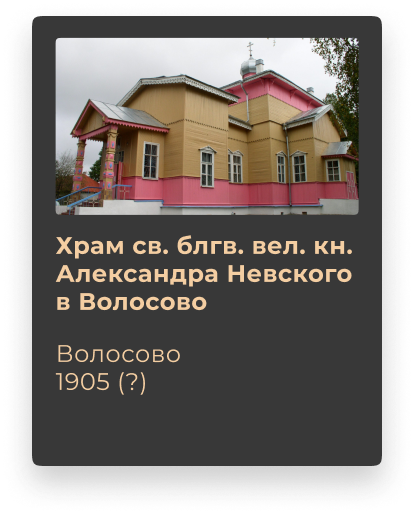 Храм св. блгв. вел. кн.
Александра Невского
в Волосово
Волосово
1905 (?)